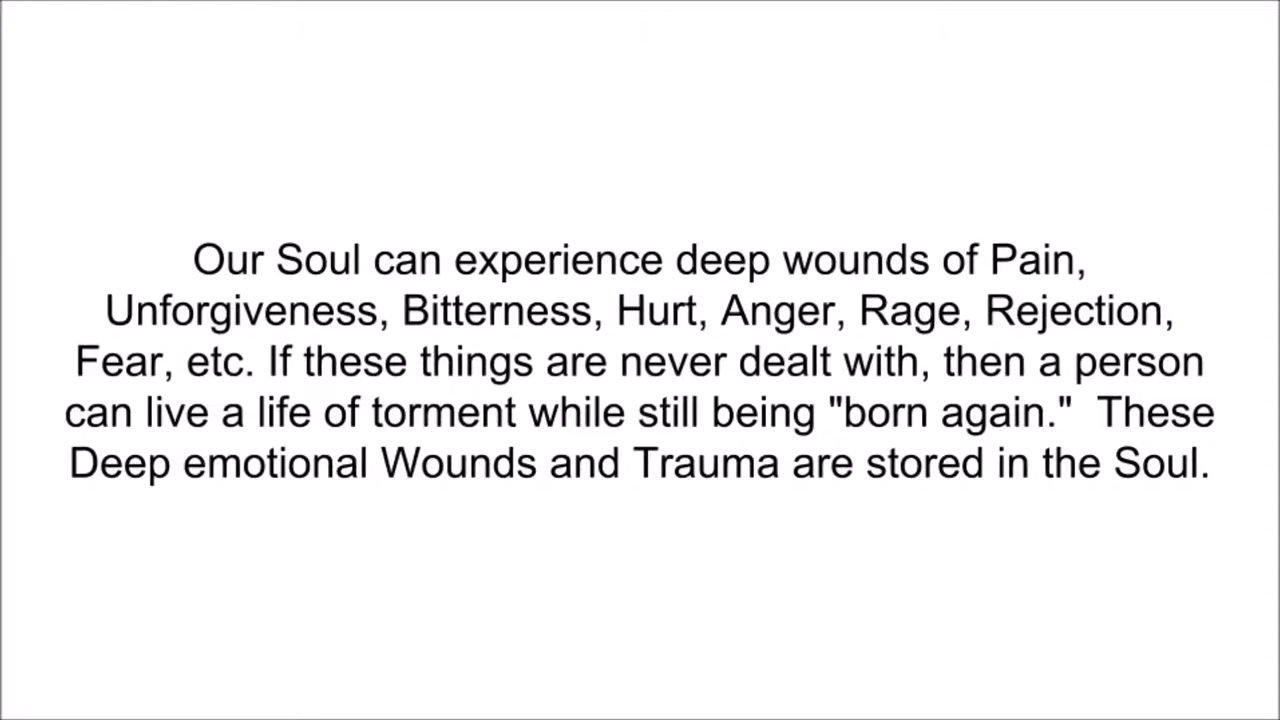 Our Soul can experience deep wounds of Pain,
Unforgiveness, Bitterness, Hurt, Anger, Rage, Rejection,
Fear, etc. If these things are never dealt with, then a person
can live a life of torment while still being "born again."  These
Deep emotional Wounds and Trauma are stored in the Soul.